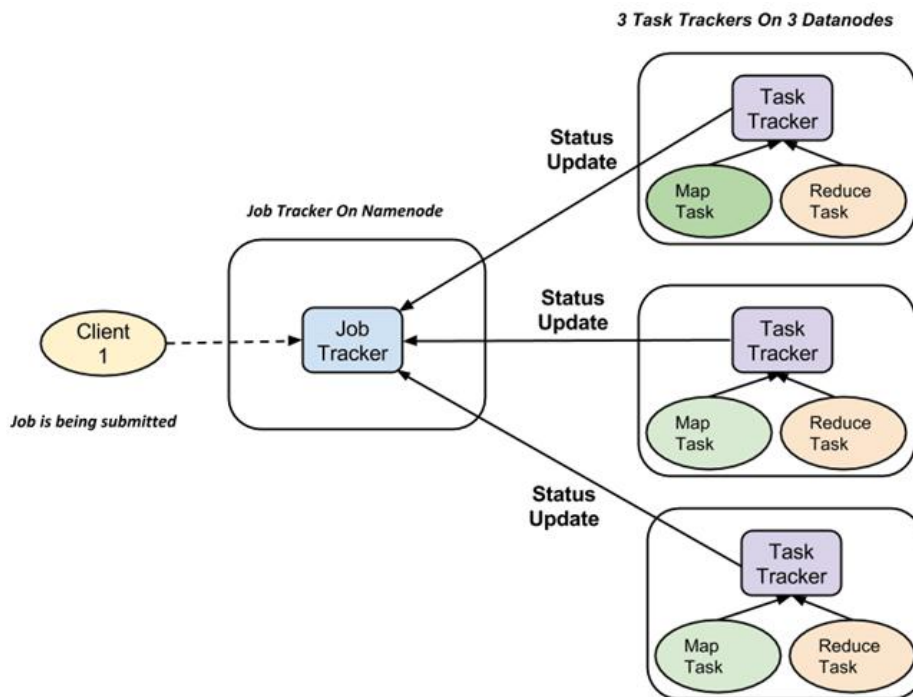 3 Task Trackers On 3 Datanodes
Task
Tracker
Status
Update
Map
Task
Reduce
Task
Job Tracker On Namenode
Status
Update
Client
1
Job
Tracker
Task
Tracker
Job is being submitted
Map
Task
Reduce
Task
Status
Update
Task
Tracker
Map
Task
Reduce
Task